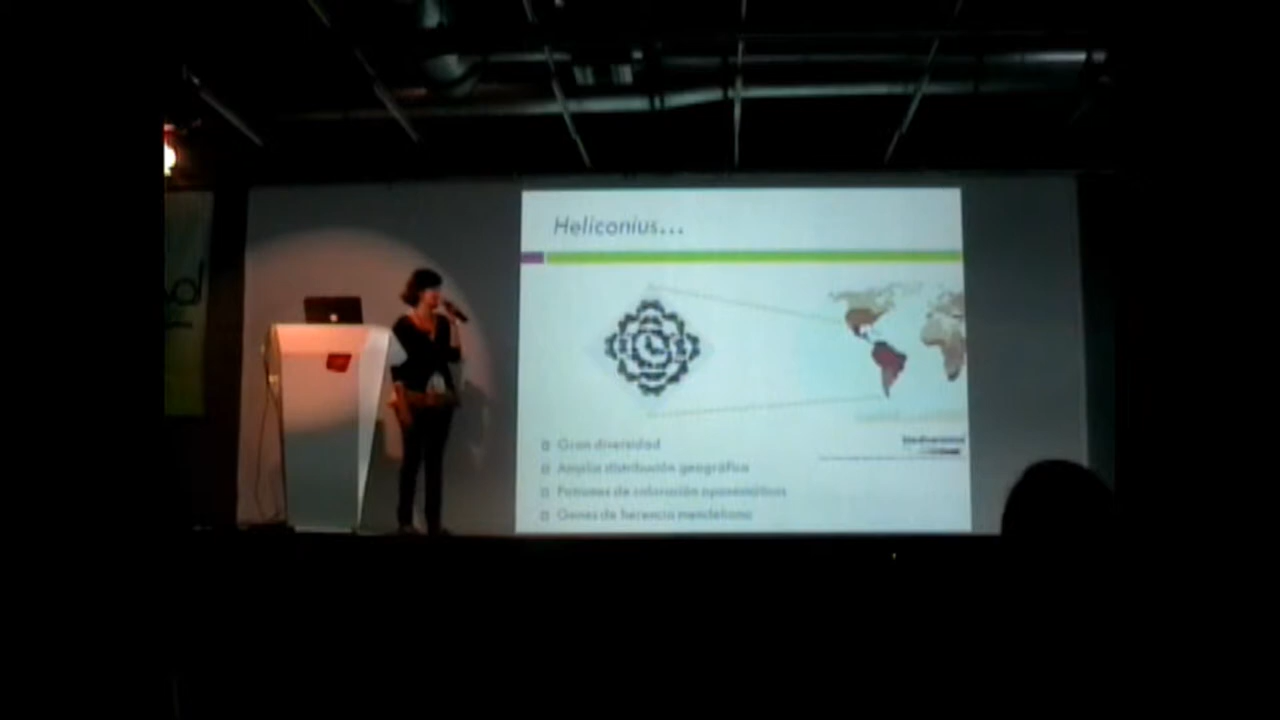 Heliconius...
Gran diversidad
Amplia distribución geográfica
Patrones de coloración aposemáticos
Genes de herencia mendeliana